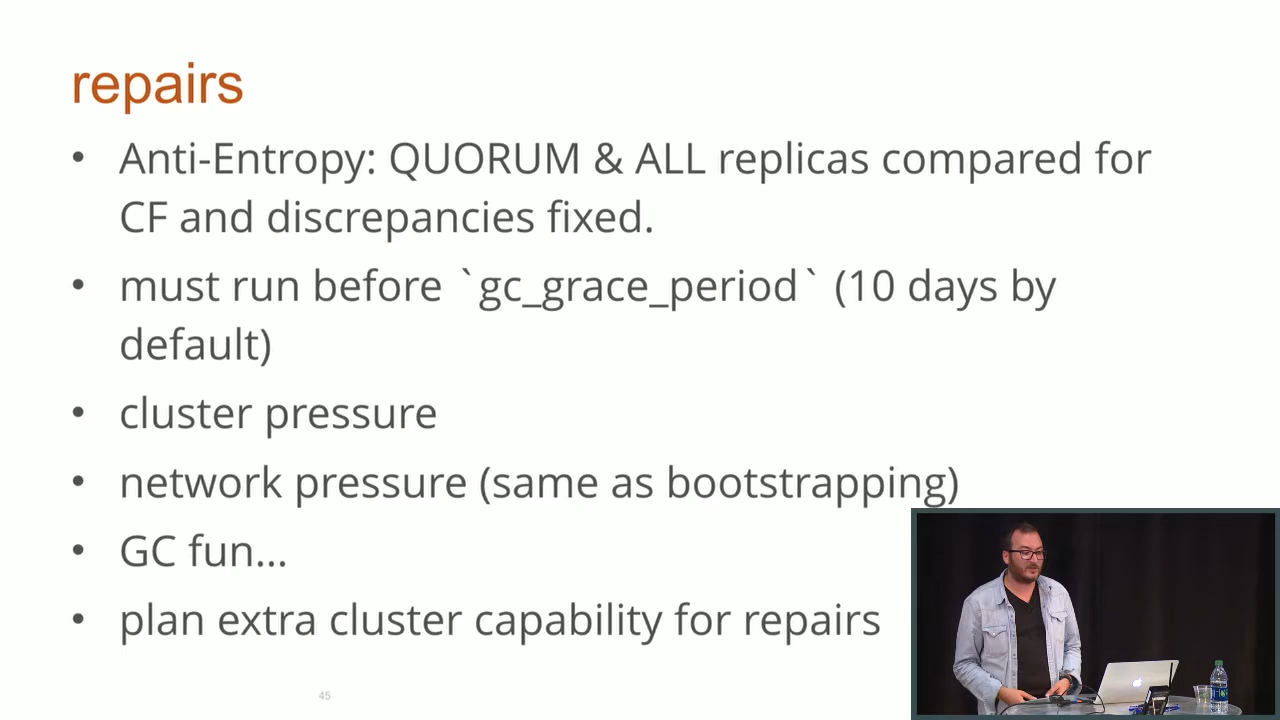 repairs
• Anti-Entropy: QUORUM & ALL replicas compared for
CF and discrepancies fixed.
• must run before `gc_grace_period` (10 days by
default)
• cluster pressure
• network pressure (same as bootstrapping)
• GC fun...
• plan extra cluster capability for repairs
45